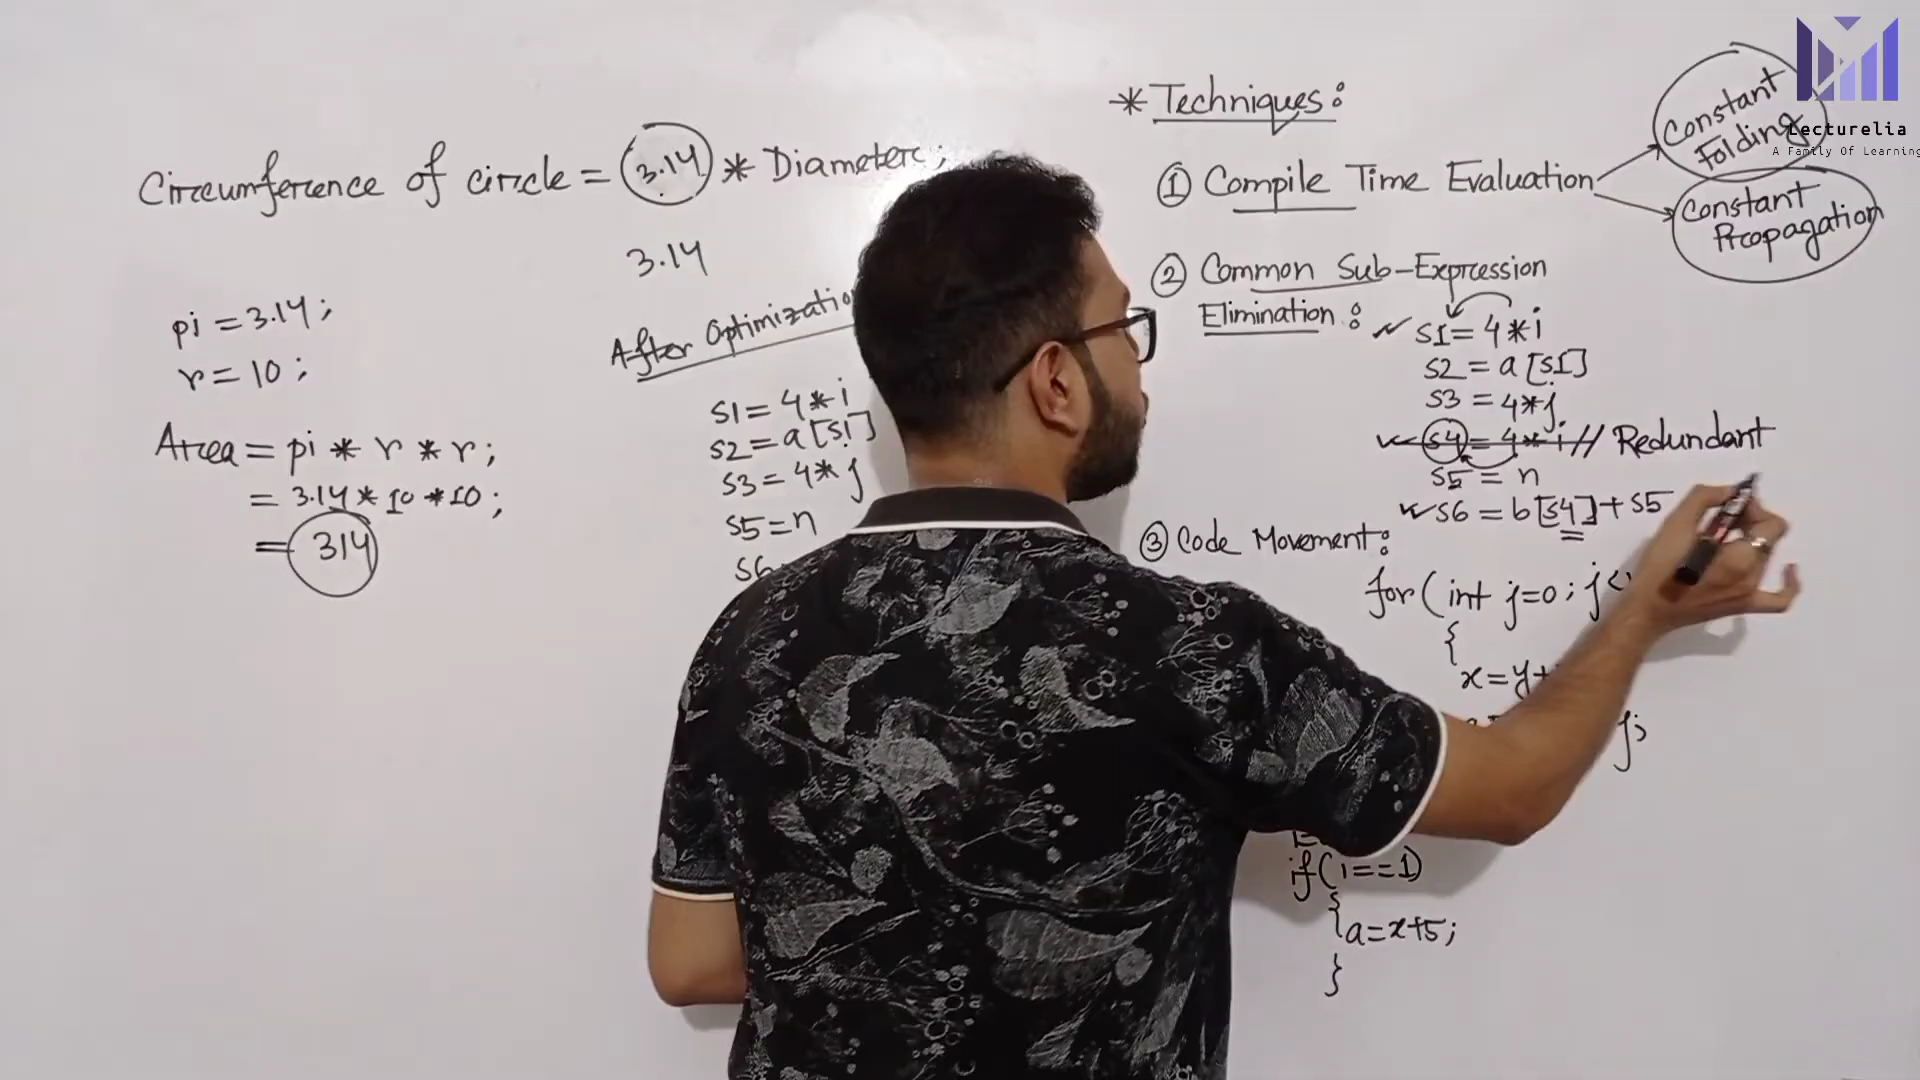 Circumference of circle = 3.14 * Diameter;
3.14
pi = 3.14;
r = 10;
Area = pi * r * r;
= 3.14 * 10 * 10;
= 314
After Optimization
s1 = 4 * i
s2 = a[s1]
s3 = 4 * j
s5 = n
s6
* Techniques:
① Compile Time Evaluation
Constant Folding
Constant Propagation
② Common Sub-Expression
Elimination:
s1 = 4 * i
s2 = a[s1]
s3 = 4 * j
s4 = 4 * i // Redundant
s5 = n
s6 = b[s4] + s5
③ Code Movement:
for (int j=0; j<
{
x = y+
j;
if (i==1)
{ a=x+5;
}
Lecturelia
A Family Of Learning